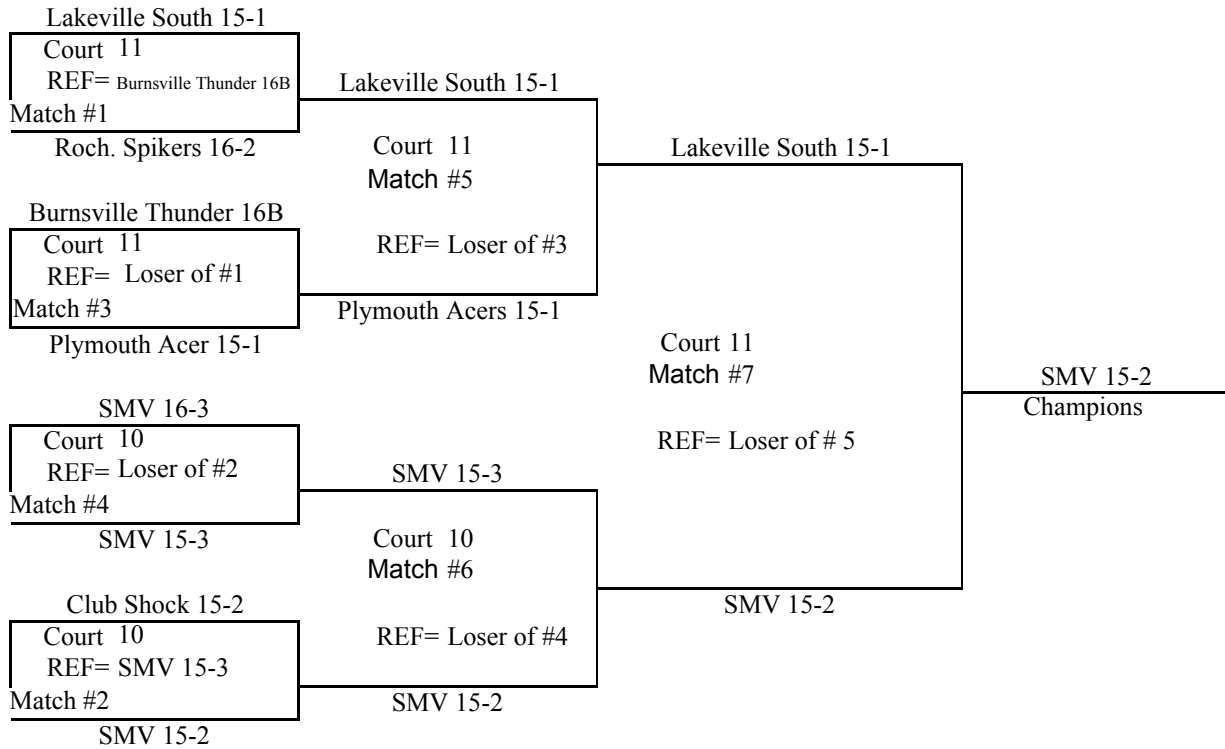 Lakeville South 15-1
Court 11
REF= Burnsville Thunder 16B
Match #1
Roch. Spikers 16-2
Lakeville South 15-1
Court 11
Match #5
REF= Loser of #3
Lakeville South 15-1
Burnsville Thunder 16B
Court 11
REF= Loser of #1
Match #3
Plymouth Acer 15-1
Plymouth Acers 15-1
Court 11
Match #7
REF= Loser of # 5
SMV 15-2
Champions
SMV 16-3
Court 10
REF= Loser of #2
Match #4
SMV 15-3
SMV 15-3
Court 10
Match #6
REF= Loser of #4
SMV 15-2
Club Shock 15-2
Court 10
REF= SMV 15-3
Match #2
SMV 15-2
SMV 15-2